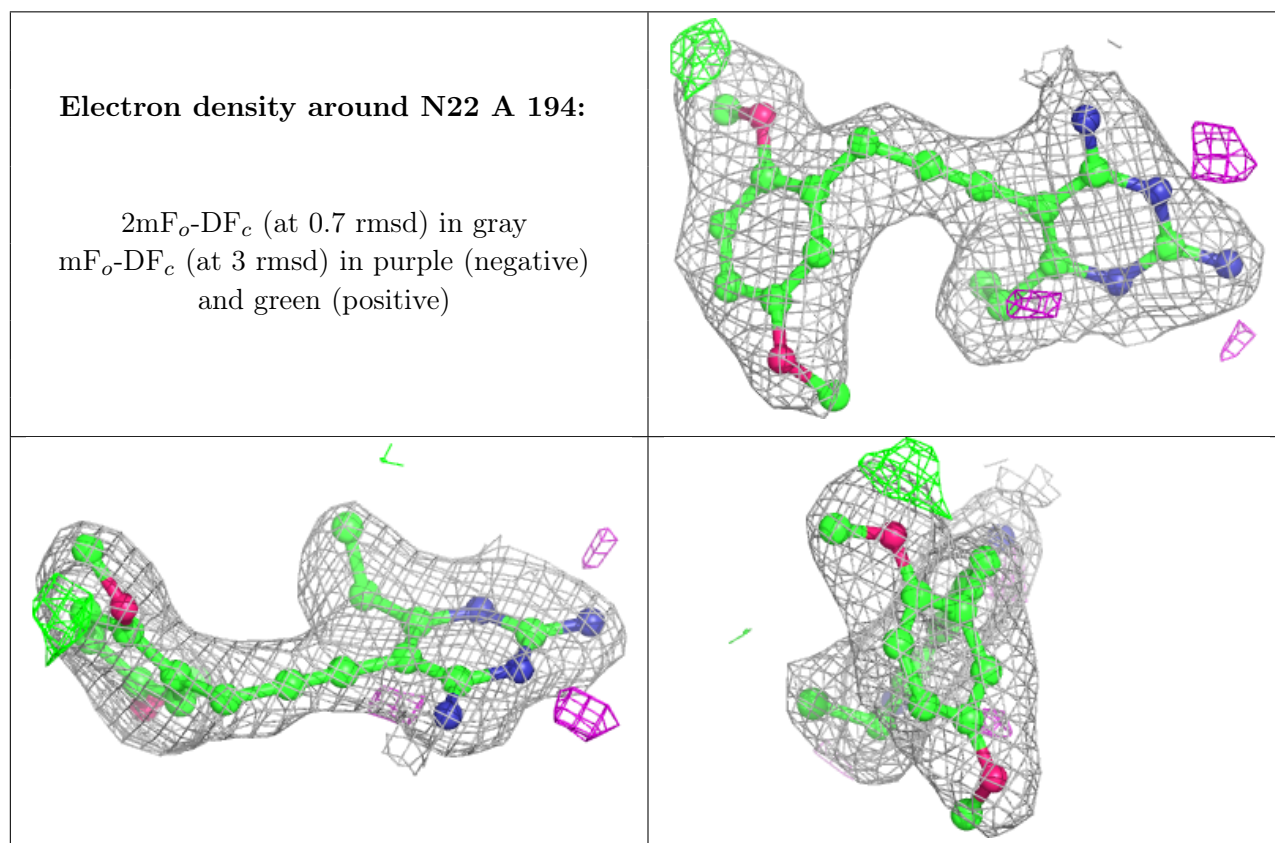 Electron density around N22 A 194:
2mFo-DFc (at 0.7 rmsd) in gray
mFo-DFc (at 3 rmsd) in purple (negative)
and green (positive)